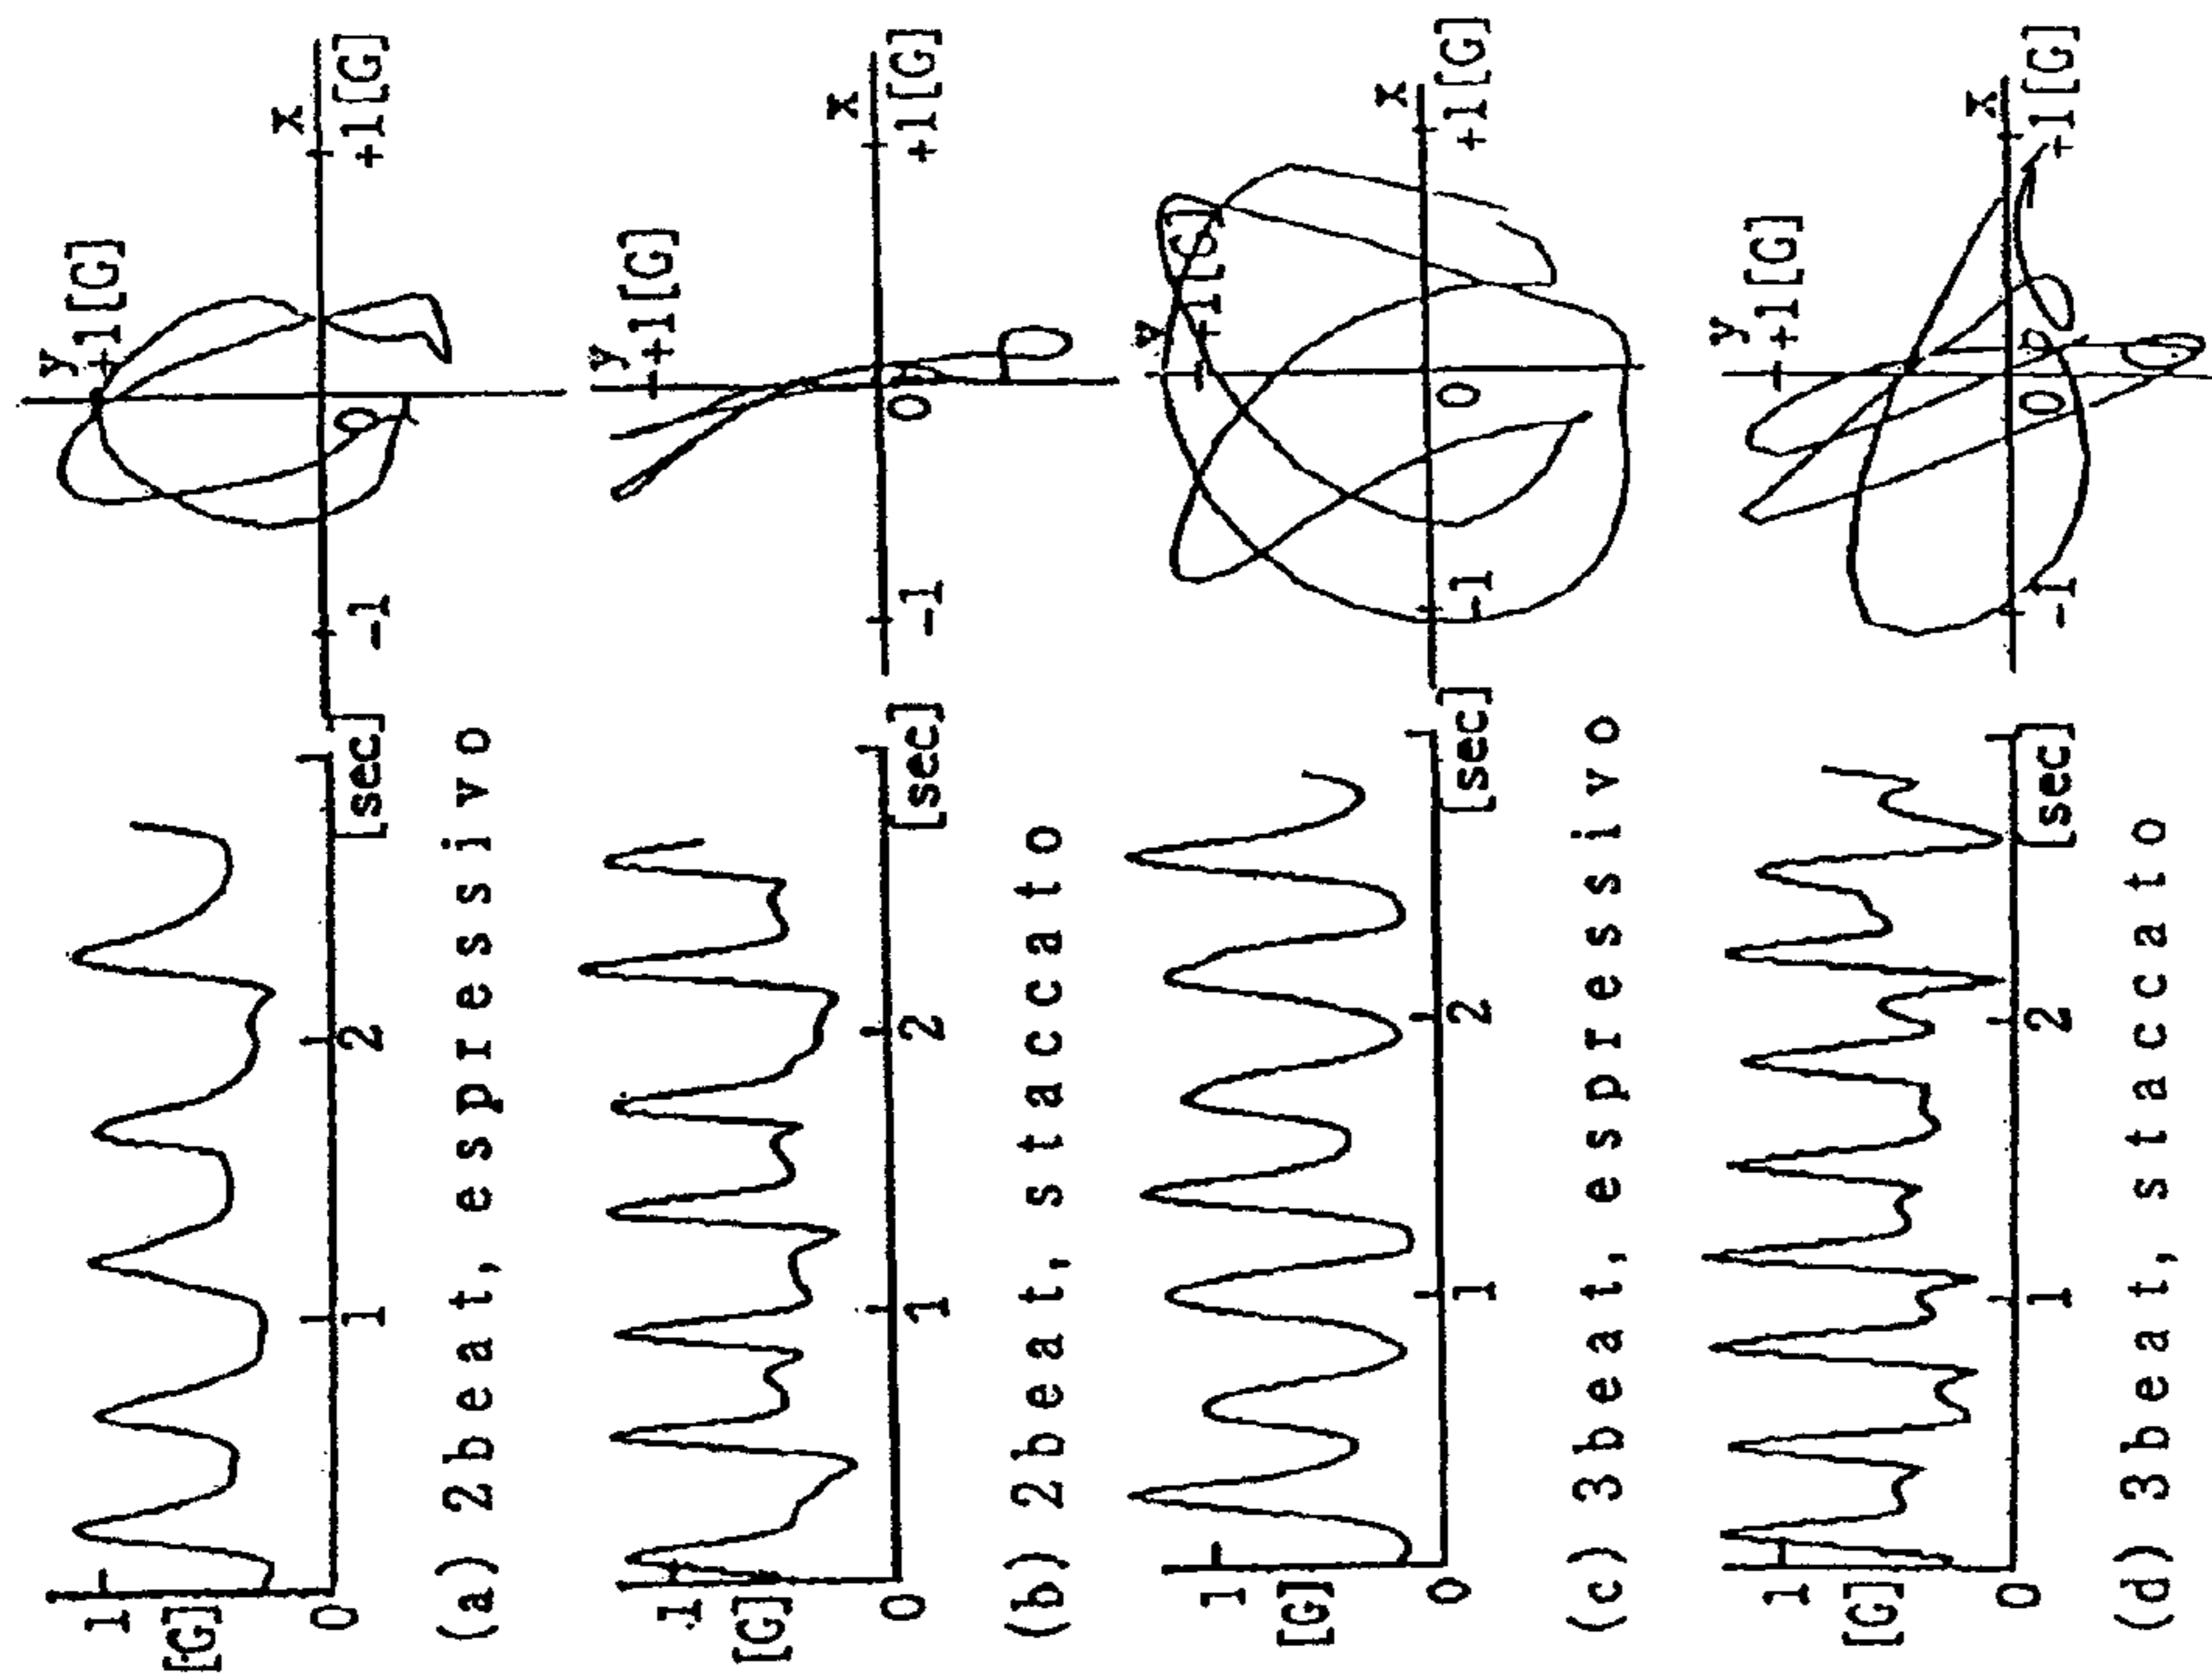 1
[G]
0
1
2
[sec]
y
+1[G]
x
+1[G]
0
-1
(a) 2beat, espressivo
1
[G]
0
1
2
[sec]
y
+1[G]
x
+1[G]
0
-1
(b) 2beat, staccato
1
[G]
0
1
2
[sec]
y
+1[S]
x
+1[G]
0
-1
(c) 3beat, espressivo
1
[G]
0
1
2
[sec]
y
+1[G]
x
+1[G]
0
-1
(d) 3beat, staccato